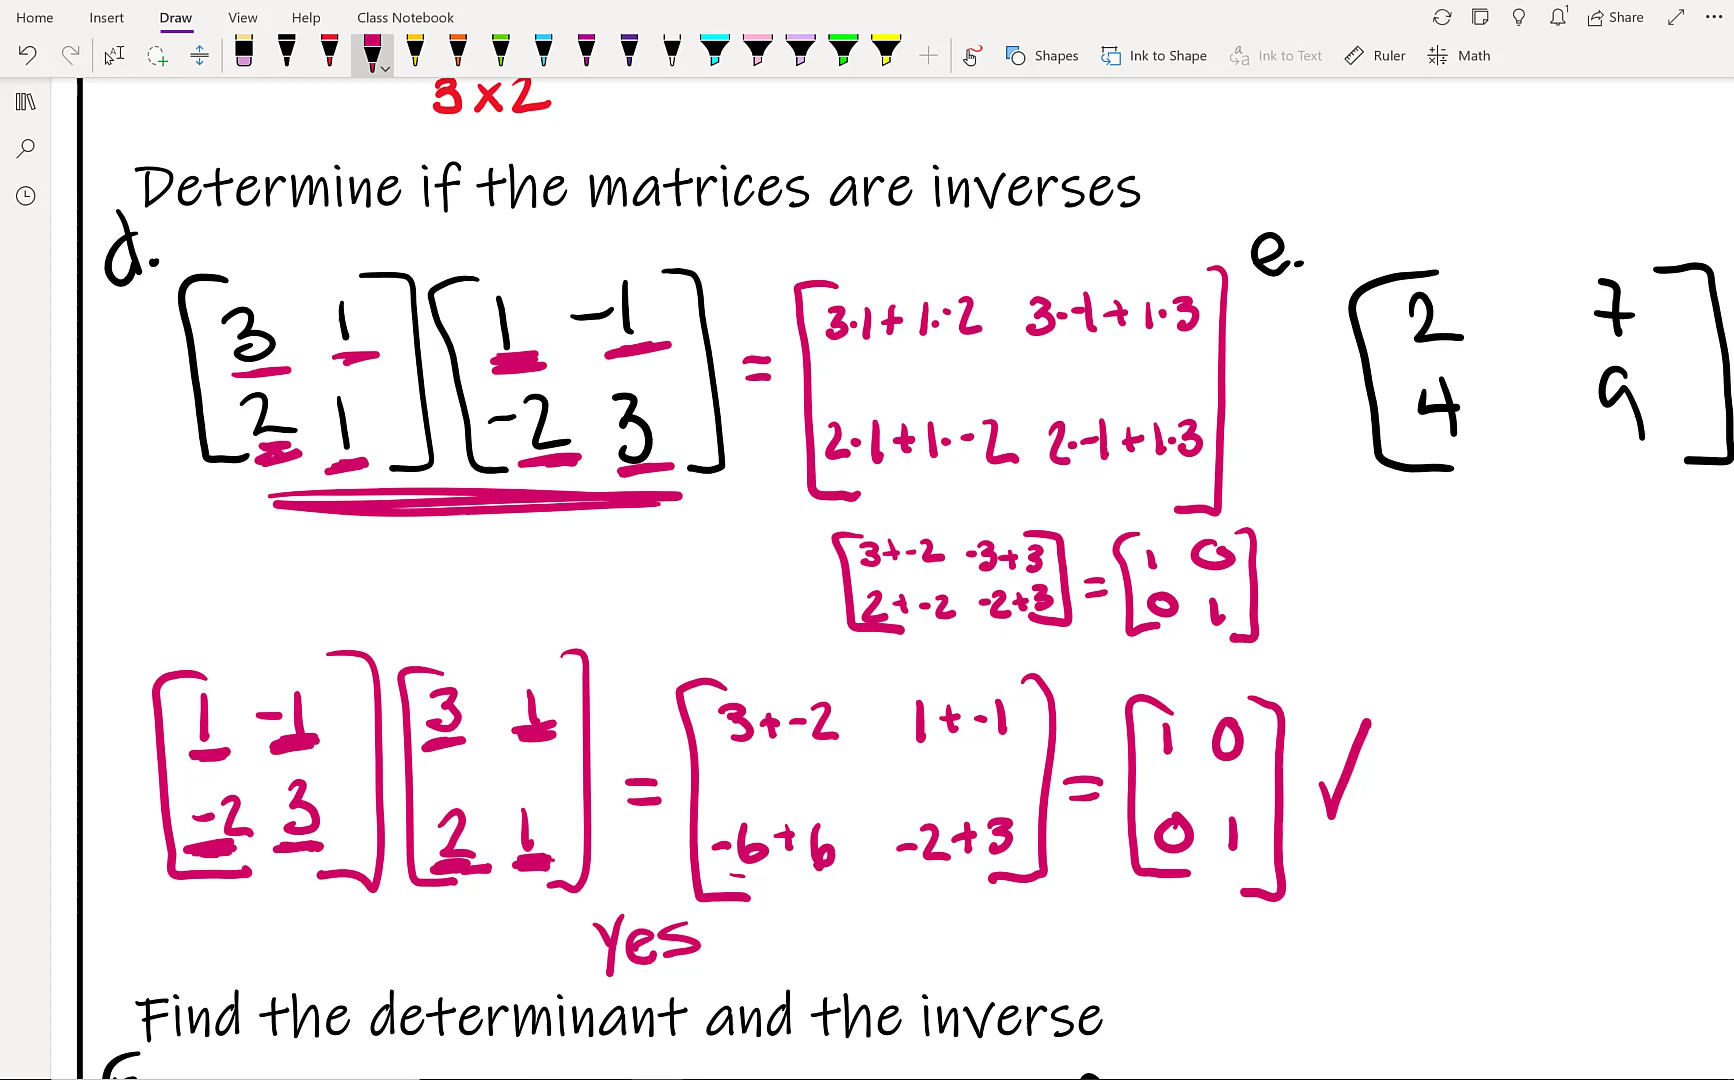 Home Insert Draw View Help Class Notebook Share
Shapes Ink to Shape Ink to Text Ruler Math
3 x 2
Determine if the matrices are inverses
d.
[3 1] [1 -1] = [3·1+1·-2 3·-1+1·3]
[2 1] [-2 3] [2·1+1·-2 2·-1+1·3]
e.
[2 7]
[4 9]
[3+-2 -3+3] = [1 0]
[2+-2 -2+3] [0 1]
[1 -1] [3 1] = [3+-2 1+-1] = [1 0] ✓
[-2 3] [2 1] [-6+6 -2+3] [0 1]
yes
Find the determinant and the inverse